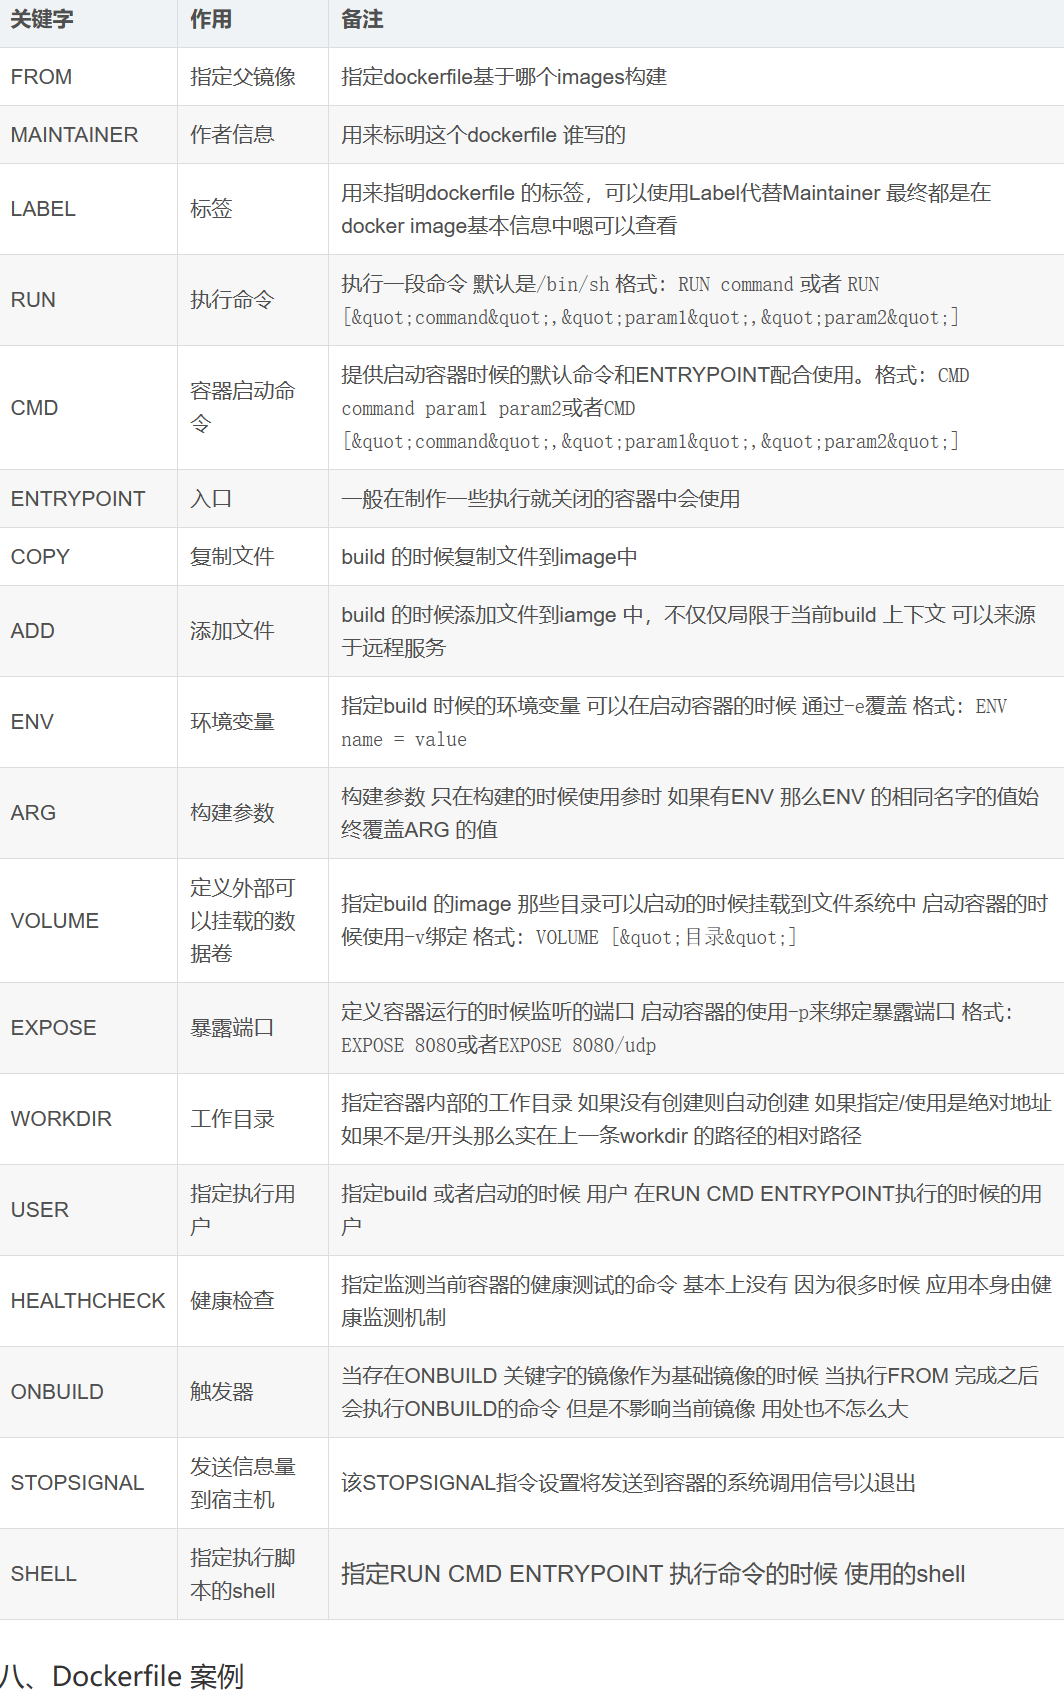 关键字 作用 备注
FROM 指定父镜像 指定dockerfile基于哪个images构建
MAINTAINER 作者信息 用来标明这个dockerfile 谁写的
LABEL 标签 用来指明dockerfile 的标签，可以使用Label代替Maintainer 最终都是在
docker image基本信息中嗯可以查看
RUN 执行命令 执行一段命令 默认是/bin/sh 格式：RUN command 或者 RUN
[&quot;command&quot;,&quot;param1&quot;,&quot;param2&quot;]
CMD 容器启动命
令 提供启动容器时候的默认命令和ENTRYPOINT配合使用。格式：CMD
command param1 param2或者CMD
[&quot;command&quot;,&quot;param1&quot;,&quot;param2&quot;]
ENTRYPOINT 入口 一般在制作一些执行就关闭的容器中会使用
COPY 复制文件 build 的时候复制文件到image中
ADD 添加文件 build 的时候添加文件到iamge 中，不仅仅局限于当前build 上下文 可以来源
于远程服务
ENV 环境变量 指定build 时候的环境变量 可以在启动容器的时候 通过-e覆盖 格式：ENV
name = value
ARG 构建参数 构建参数 只在构建的时候使用参时 如果有ENV 那么ENV 的相同名字的值始
终覆盖ARG 的值
VOLUME 定义外部可
以挂载的数
据卷 指定build 的image 那些目录可以启动的时候挂载到文件系统中 启动容器的时
候使用-v绑定 格式：VOLUME [&quot;目录&quot;]
EXPOSE 暴露端口 定义容器运行的时候监听的端口 启动容器的使用-p来绑定暴露端口 格式：
EXPOSE 8080或者EXPOSE 8080/udp
WORKDIR 工作目录 指定容器内部的工作目录 如果没有创建则自动创建 如果指定/使用是绝对地址
如果不是/开头那么实在上一条workdir 的路径的相对路径
USER 指定执行用
户 指定build 或者启动的时候 用户 在RUN CMD ENTRYPOINT执行的时候的用
户
HEALTHCHECK 健康检查 指定监测当前容器的健康测试的命令 基本上没有 因为很多时候 应用本身由健
康监测机制
ONBUILD 触发器 当存在ONBUILD 关键字的镜像作为基础镜像的时候 当执行FROM 完成之后
会执行ONBUILD的命令 但是不影响当前镜像 用处也不怎么大
STOPSIGNAL 发送信息量
到宿主机 该STOPSIGNAL指令设置将发送到容器的系统调用信号以退出
SHELL 指定执行脚
本的shell 指定RUN CMD ENTRYPOINT 执行命令的时候 使用的shell
八、Dockerfile 案例